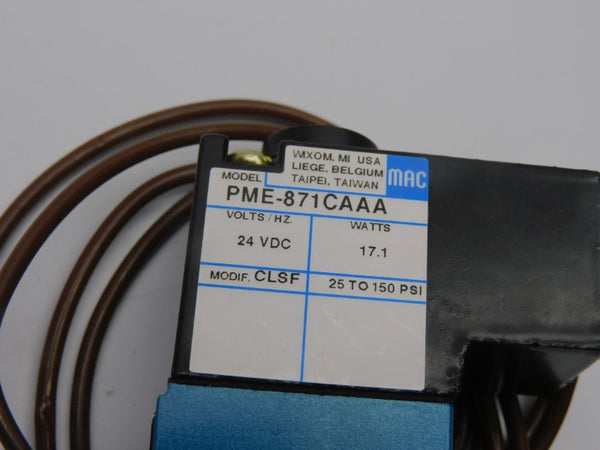 WIXOM, MI USA
LIEGE, BELGIUM
TAIPEI, TAIWAN
MAC
MODEL
PME-871CAAA
VOLTS / HZ.
WATTS
24 VDC
17.1
MODIF. CLSF
25 TO 150 PSI